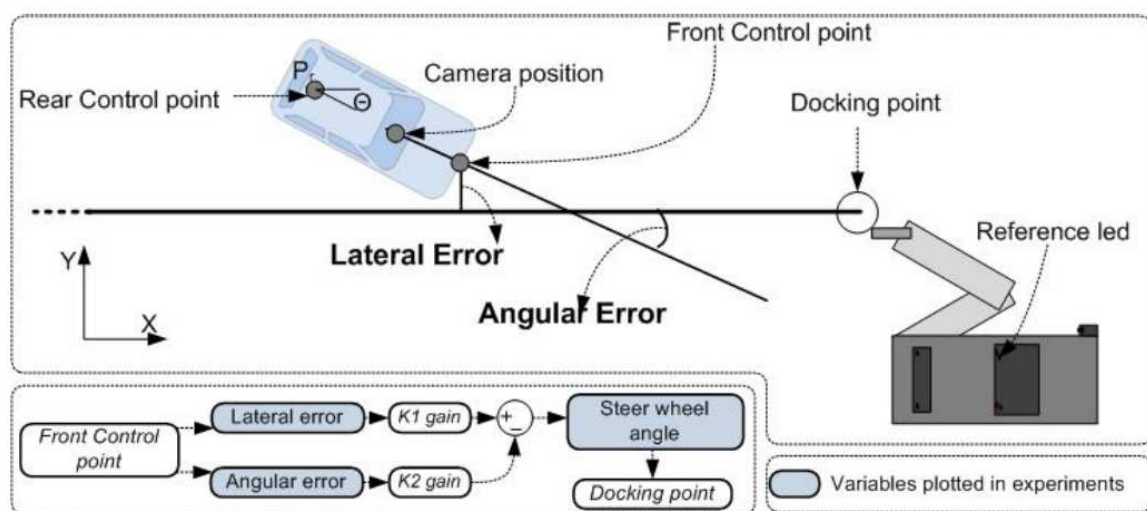 Front Control point
Camera position
Pr
Θ
Rear Control point
Docking point
Lateral Error
Reference led
Angular Error
Y
X
Lateral error
K1 gain
+
−
Steer wheel
angle
Front Control
point
Angular error
K2 gain
Docking point
Variables plotted in experiments